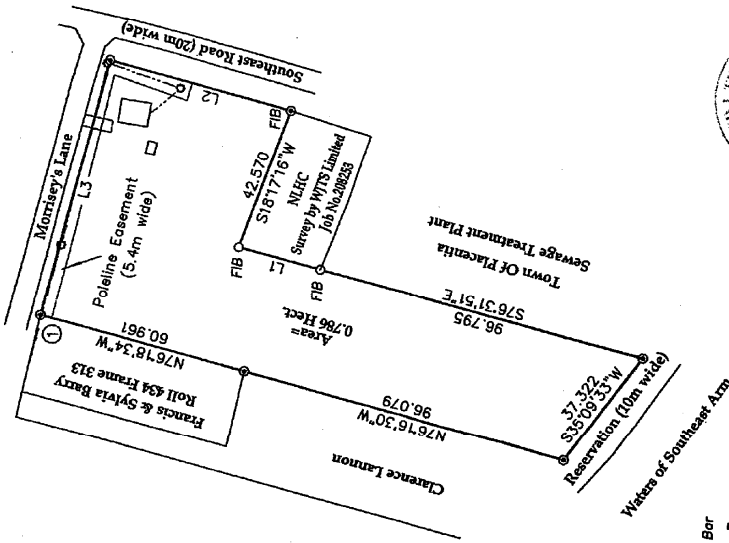 Morrisey's Lane
Southeast Road (20m wide)
L3
L2
Poleline Easement
(5.4m wide)
FIB
42.570
S18°17'16"W
NLHC
Survey by WJTS Limited
Job No.208253
FIB
L1
FIB
1
N76°18'34"W
60.961
Francis & Sylvia Barry
Roll 434 Frame 313
Area=
0.786 Hect.
Town Of Placentia
Sewage Treatment Plant
S76°31'51"E
96.795
N76°16'30"W
96.079
Clarence Lannon
37.322
S35°09'33"W
Reservation (10m wide)
Waters of Southeast Arm
Bar